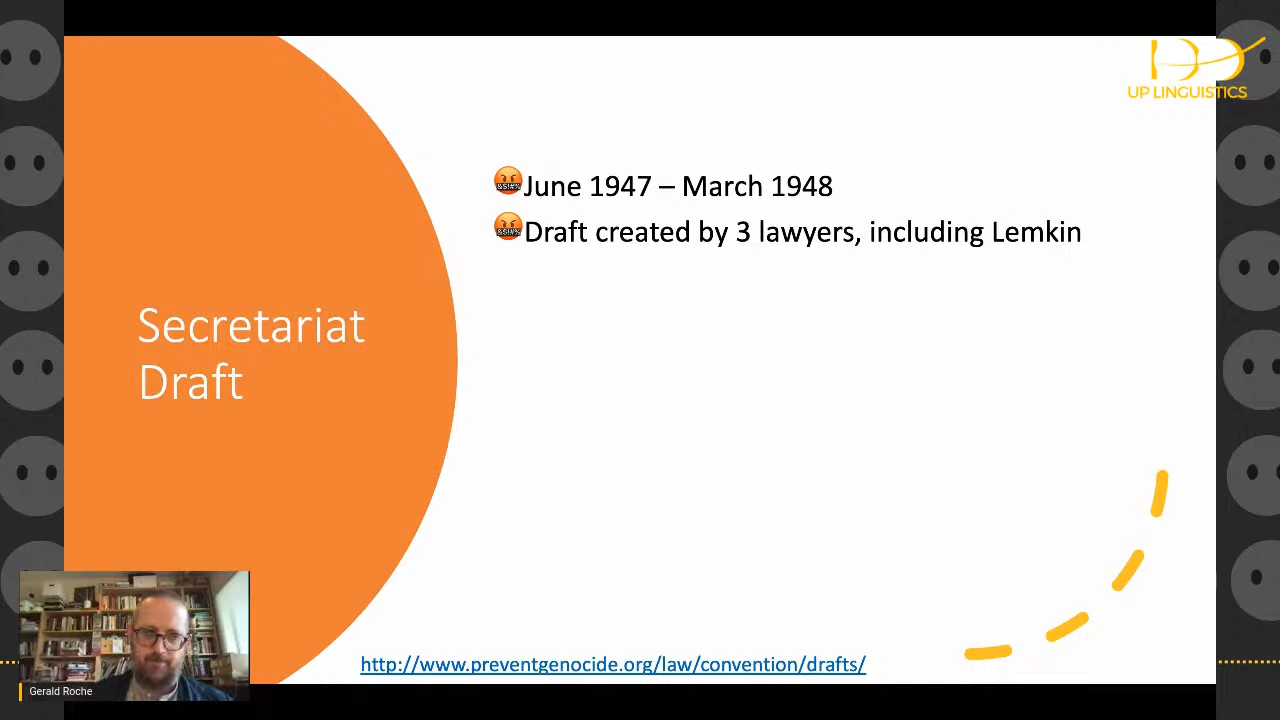 UP LINGUISTICS
June 1947 – March 1948
Draft created by 3 lawyers, including Lemkin
Secretariat
Draft
http://www.preventgenocide.org/law/convention/drafts/
Gerald Roche